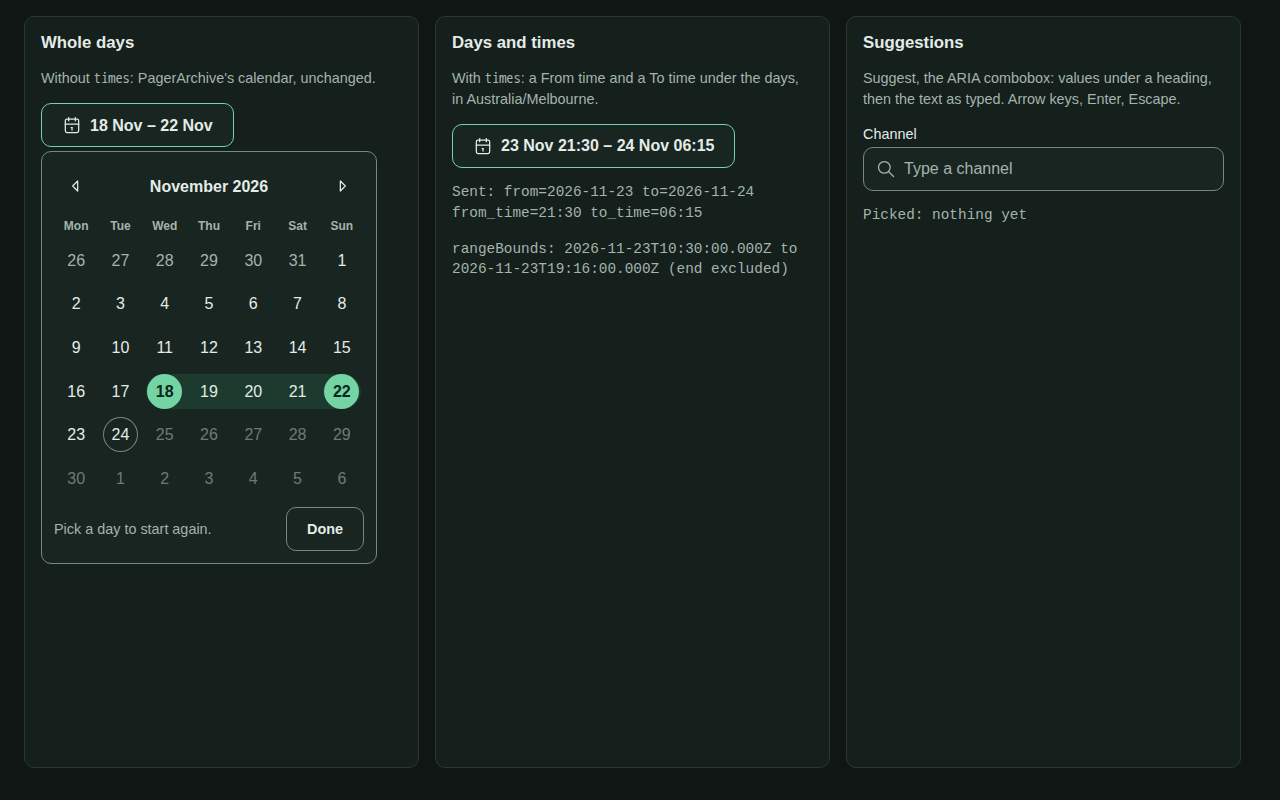 Whole days
Without times: PagerArchive's calendar, unchanged.
18 Nov – 22 Nov
November 2026
Mon Tue Wed Thu Fri Sat Sun
26 27 28 29 30 31 1
2 3 4 5 6 7 8
9 10 11 12 13 14 15
16 17 18 19 20 21 22
23 24 25 26 27 28 29
30 1 2 3 4 5 6
Pick a day to start again.
Done
Days and times
With times: a From time and a To time under the days,
in Australia/Melbourne.
23 Nov 21:30 – 24 Nov 06:15
Sent: from=2026-11-23 to=2026-11-24
from_time=21:30 to_time=06:15
rangeBounds: 2026-11-23T10:30:00.000Z to
2026-11-23T19:16:00.000Z (end excluded)
Suggestions
Suggest, the ARIA combobox: values under a heading,
then the text as typed. Arrow keys, Enter, Escape.
Channel
Type a channel
Picked: nothing yet